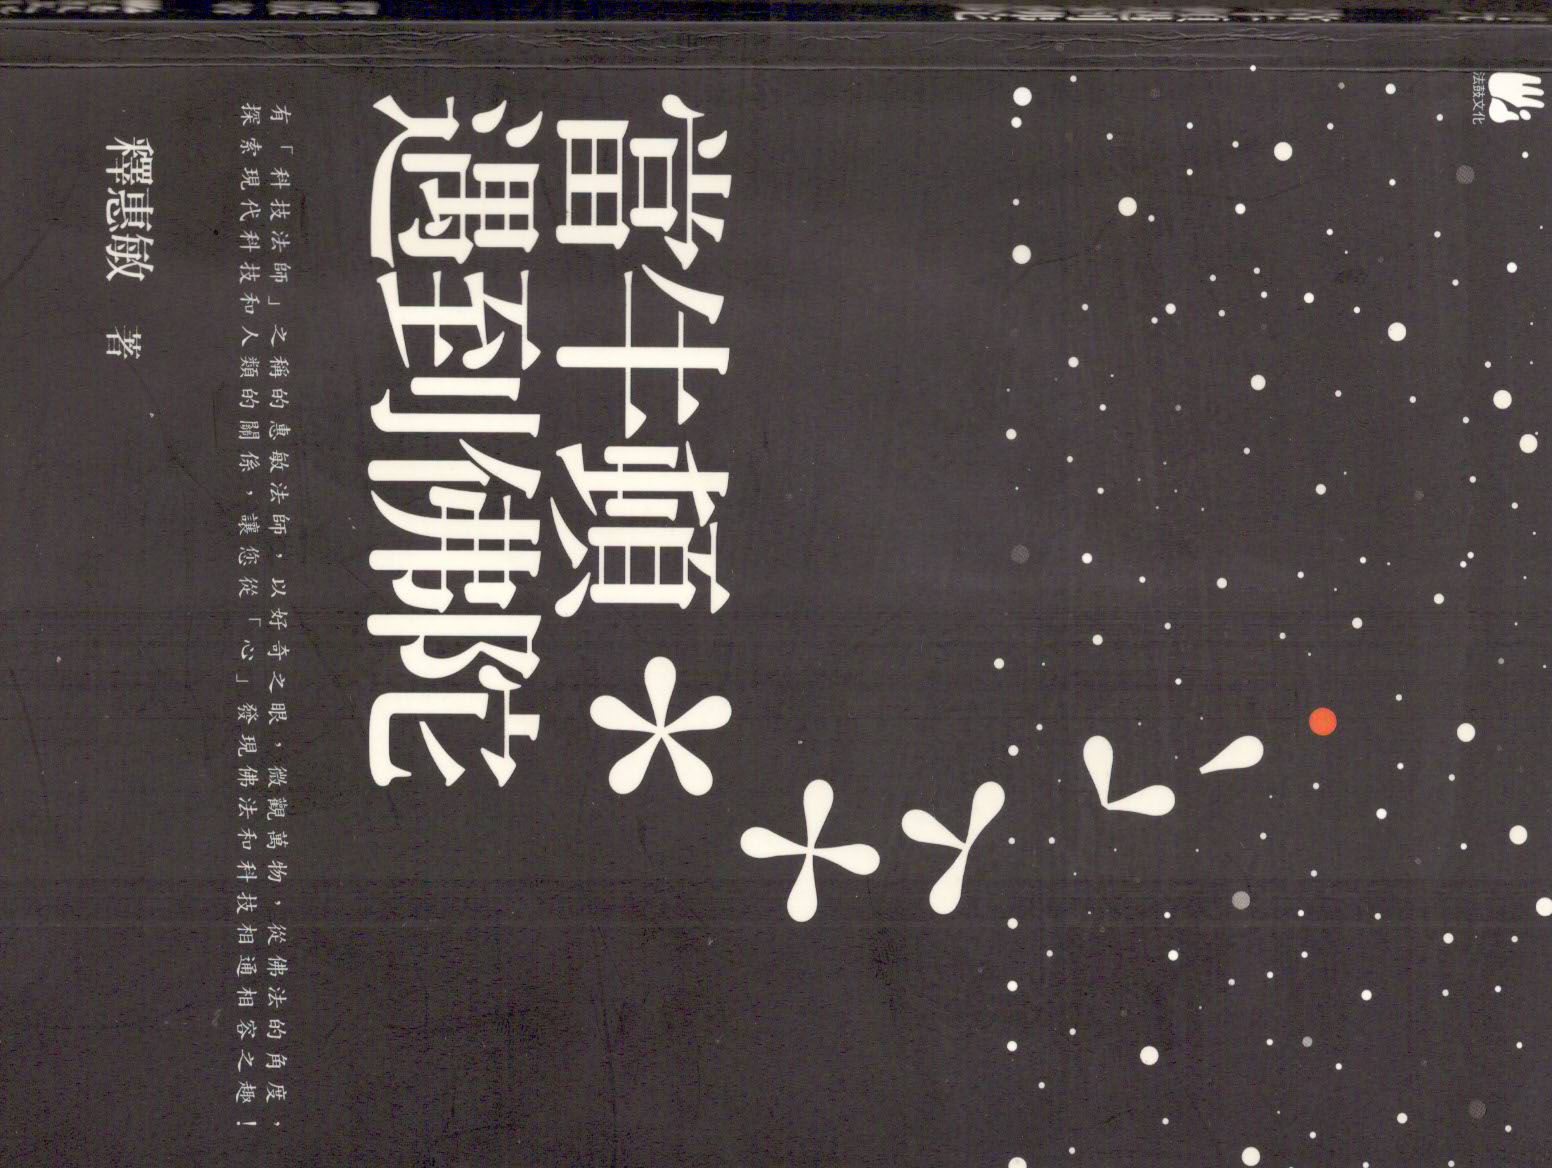 法鼓文化
當牛頓
遇到佛陀
有「科技法師」之稱的惠敏法師，以好奇之眼，微觀萬物，從佛法的角度，
探索現代科技和人類的關係，讓您從「心」發現佛法和科技相通相容之趣！
釋惠敏 著